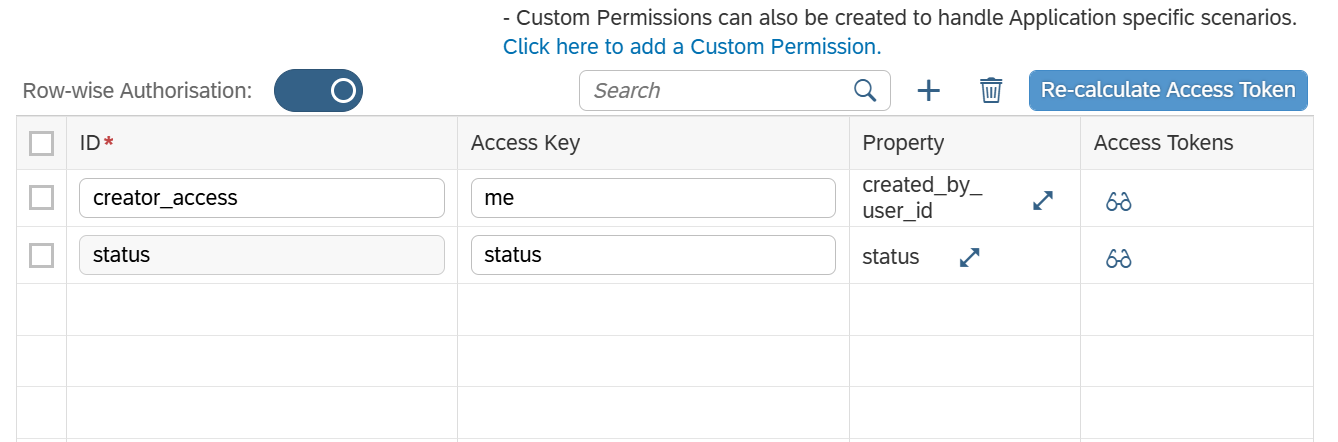 - Custom Permissions can also be created to handle Application specific scenarios.
Click here to add a Custom Permission.
Row-wise Authorisation:
Search
Re-calculate Access Token
ID*
Access Key
Property
Access Tokens
creator_access
me
created_by_
user_id
status
status
status